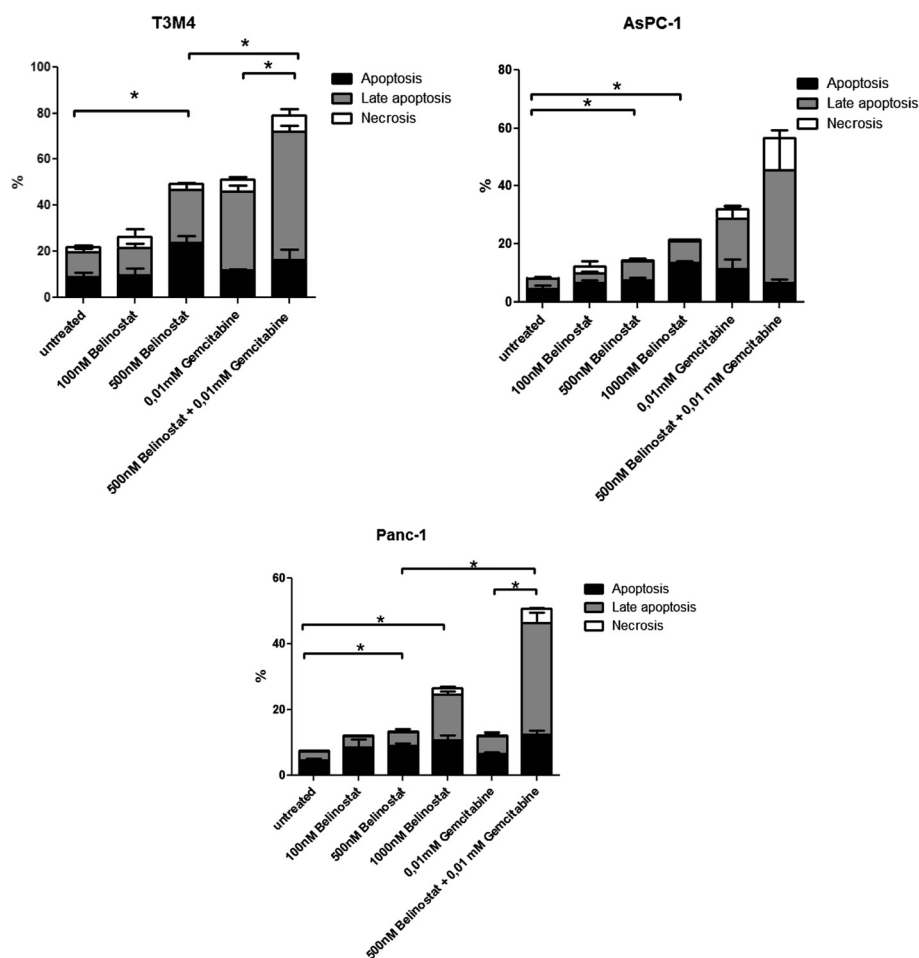 T3M4
*
*
*
Apoptosis
Late apoptosis
Necrosis
100
80
60
40
20
0
%
untreated
100nM Belinostat
500nM Belinostat
0,01mM Gemcitabine
500nM Belinostat + 0,01mM Gemcitabine
AsPC-1
*
*
Apoptosis
Late apoptosis
Necrosis
80
60
40
20
0
%
untreated
100nM Belinostat
500nM Belinostat
1000nM Belinostat
0,01mM Gemcitabine
500nM Belinostat + 0,01 mM Gemcitabine
Panc-1
*
*
*
*
Apoptosis
Late apoptosis
Necrosis
60
40
20
0
%
untreated
100nM Belinostat
500nM Belinostat
1000nM Belinostat
0,01mM Gemcitabine
500nM Belinostat + 0,01 mM Gemcitabine